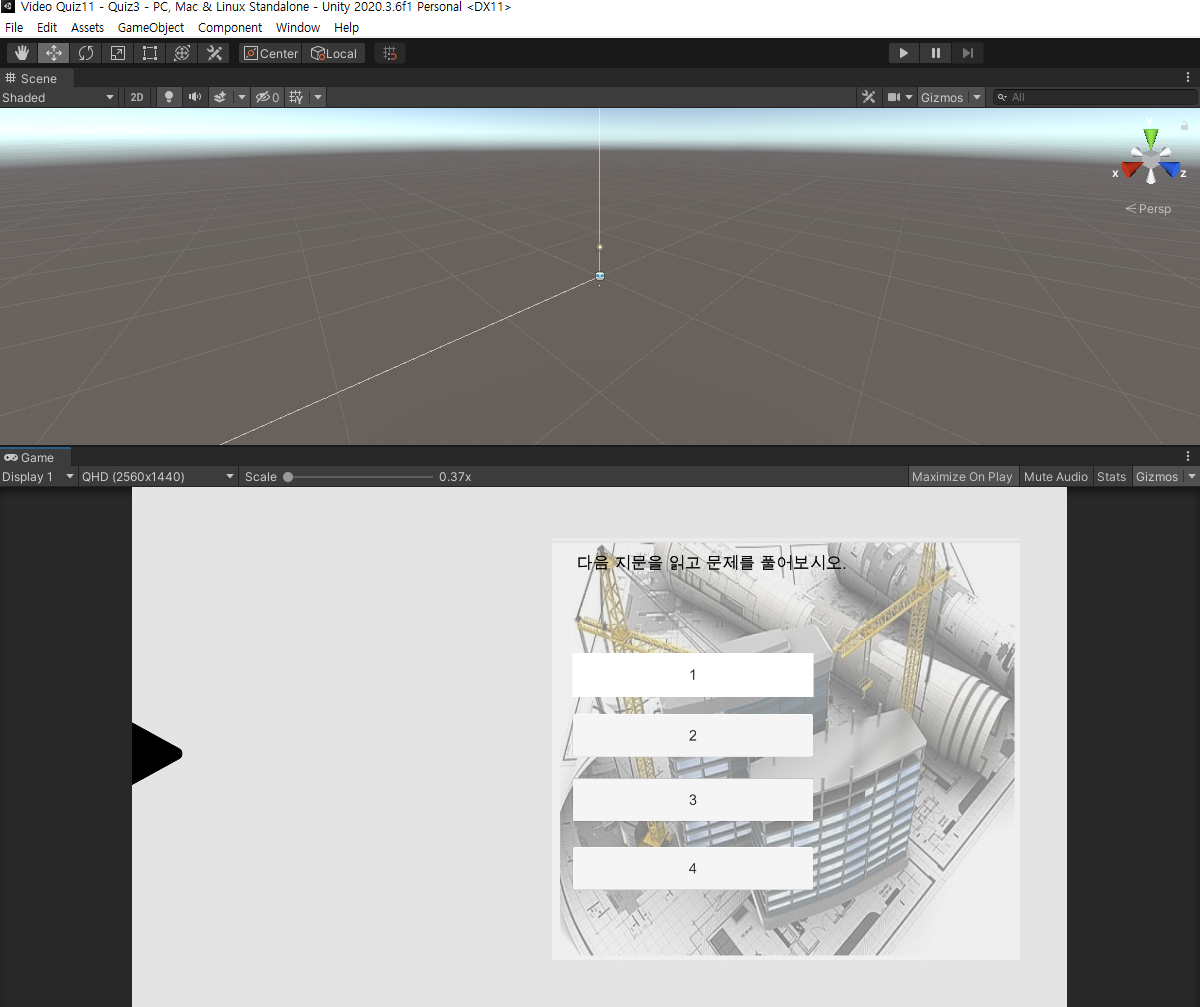 Video Quiz11 - Quiz3 - PC, Mac & Linux Standalone - Unity 2020.3.6f1 Personal <DX11>
File Edit Assets GameObject Component Window Help
Center Local
Scene
Shaded 2D 0 Gizmos All
y
x z
Persp
Game
Display 1 QHD (2560x1440) Scale 0.37x Maximize On Play Mute Audio Stats Gizmos
다음 지문을 읽고 문제를 풀어보시오.
1
2
3
4